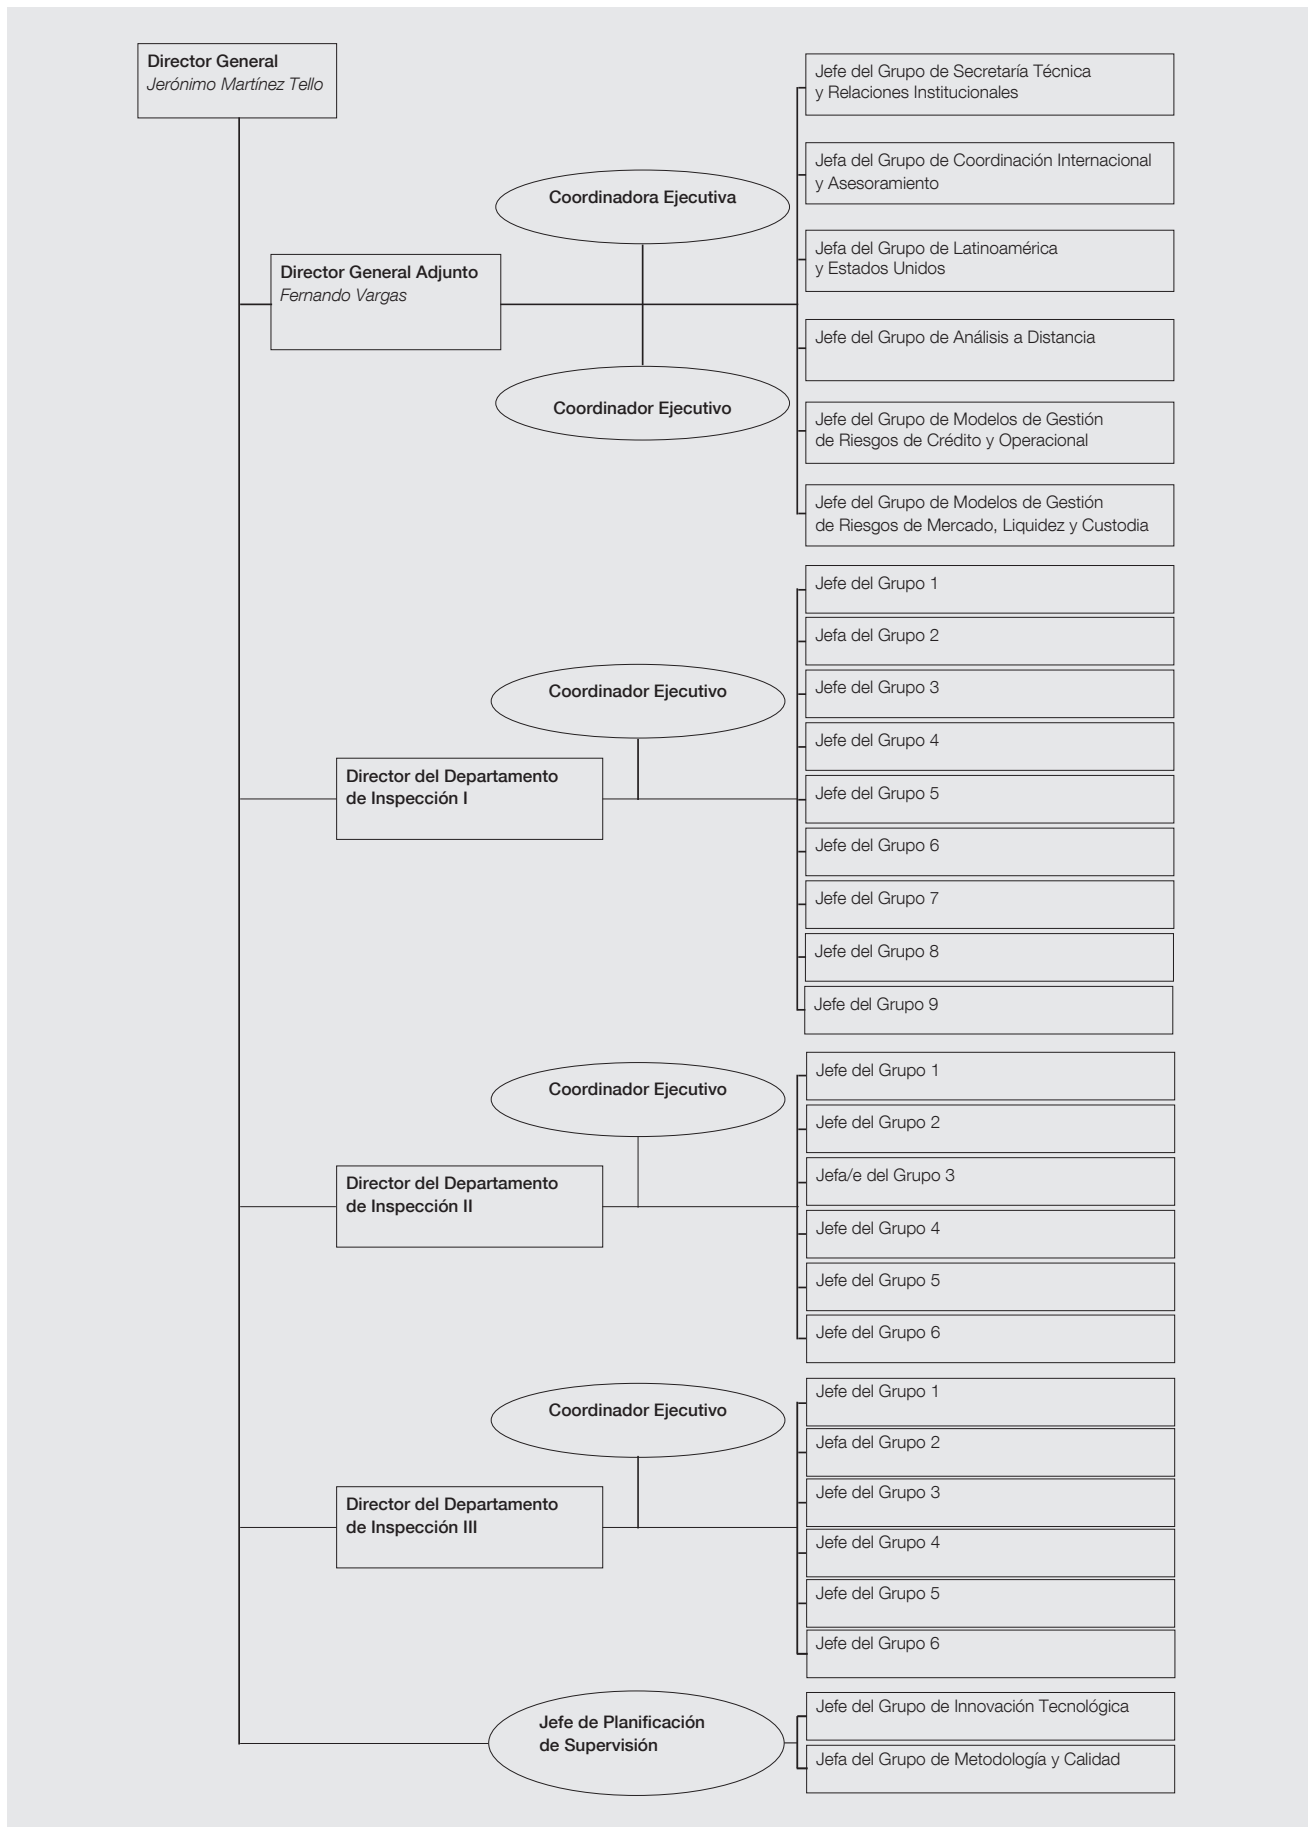 Director General
Jerónimo Martínez Tello
Jefe del Grupo de Secretaría Técnica
y Relaciones Institucionales
Jefa del Grupo de Coordinación Internacional
y Asesoramiento
Coordinadora Ejecutiva
Jefa del Grupo de Latinoamérica
y Estados Unidos
Director General Adjunto
Fernando Vargas
Jefe del Grupo de Análisis a Distancia
Coordinador Ejecutivo
Jefe del Grupo de Modelos de Gestión
de Riesgos de Crédito y Operacional
Jefe del Grupo de Modelos de Gestión
de Riesgos de Mercado, Liquidez y Custodia
Jefe del Grupo 1
Jefa del Grupo 2
Coordinador Ejecutivo
Jefe del Grupo 3
Jefe del Grupo 4
Director del Departamento
de Inspección I
Jefe del Grupo 5
Jefe del Grupo 6
Jefe del Grupo 7
Jefe del Grupo 8
Jefe del Grupo 9
Jefe del Grupo 1
Coordinador Ejecutivo
Jefe del Grupo 2
Jefa/e del Grupo 3
Director del Departamento
de Inspección II
Jefe del Grupo 4
Jefe del Grupo 5
Jefe del Grupo 6
Jefe del Grupo 1
Coordinador Ejecutivo
Jefa del Grupo 2
Jefe del Grupo 3
Director del Departamento
de Inspección III
Jefe del Grupo 4
Jefe del Grupo 5
Jefe del Grupo 6
Jefe de Planificación
de Supervisión
Jefe del Grupo de Innovación Tecnológica
Jefa del Grupo de Metodología y Calidad